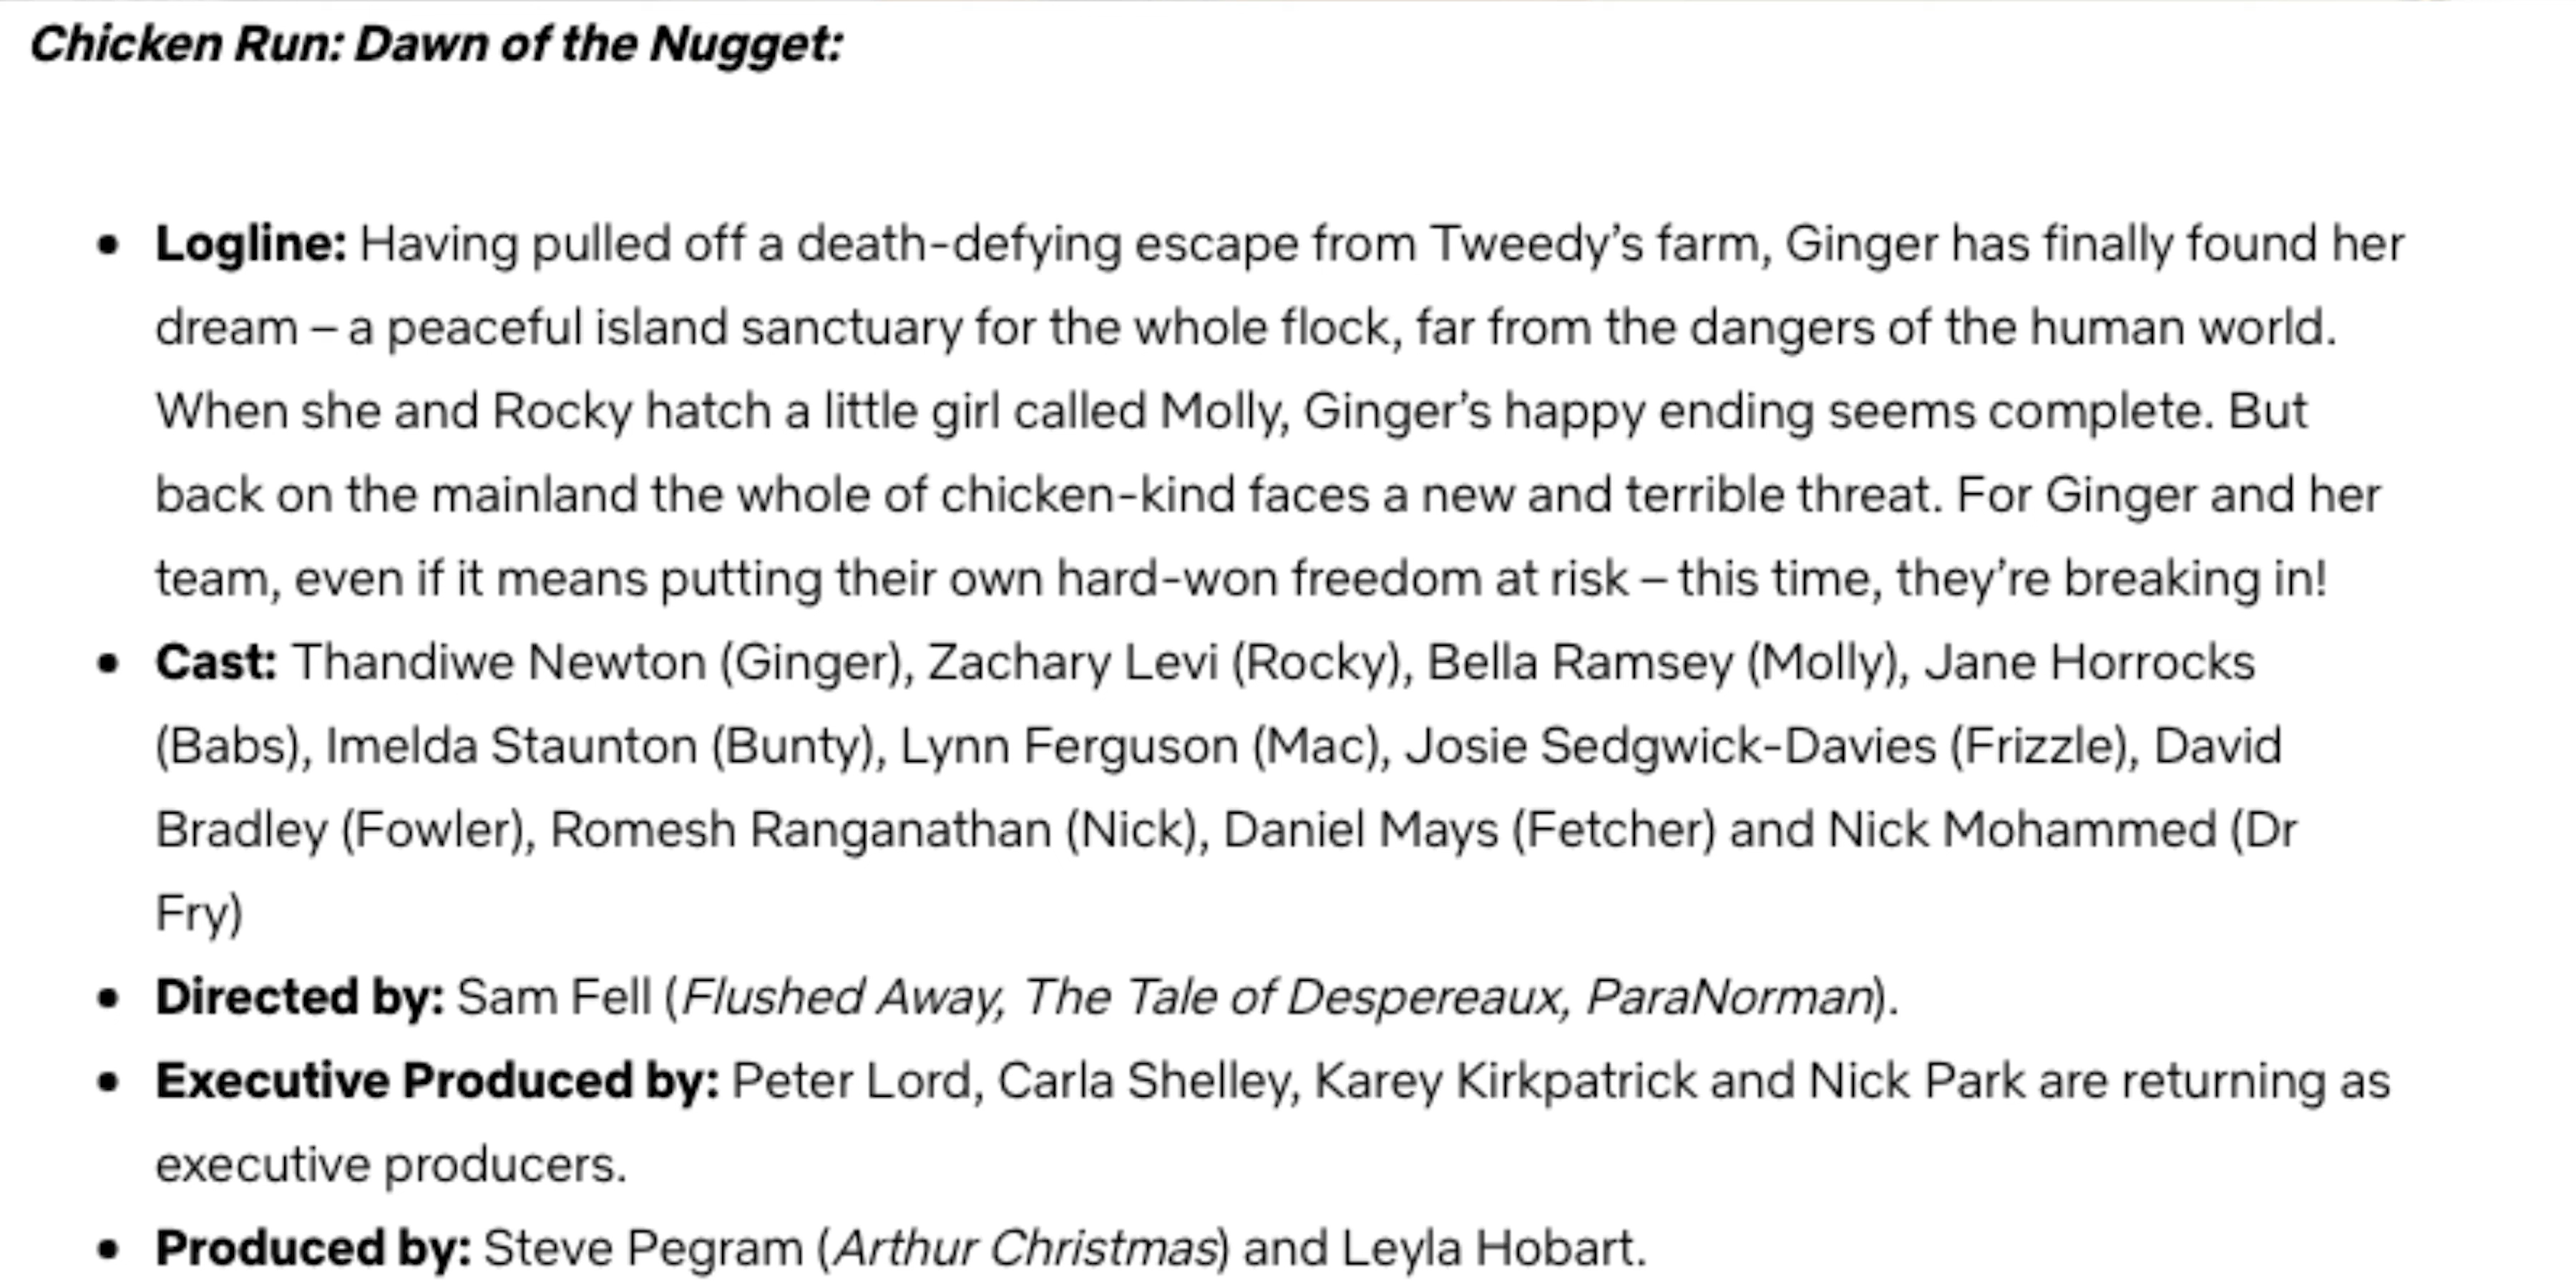 Chicken Run: Dawn of the Nugget:
• Logline: Having pulled off a death-defying escape from Tweedy’s farm, Ginger has finally found her
dream – a peaceful island sanctuary for the whole flock, far from the dangers of the human world.
When she and Rocky hatch a little girl called Molly, Ginger’s happy ending seems complete. But
back on the mainland the whole of chicken-kind faces a new and terrible threat. For Ginger and her
team, even if it means putting their own hard-won freedom at risk – this time, they’re breaking in!
• Cast: Thandiwe Newton (Ginger), Zachary Levi (Rocky), Bella Ramsey (Molly), Jane Horrocks
(Babs), Imelda Staunton (Bunty), Lynn Ferguson (Mac), Josie Sedgwick-Davies (Frizzle), David
Bradley (Fowler), Romesh Ranganathan (Nick), Daniel Mays (Fetcher) and Nick Mohammed (Dr
Fry)
• Directed by: Sam Fell (Flushed Away, The Tale of Despereaux, ParaNorman).
• Executive Produced by: Peter Lord, Carla Shelley, Karey Kirkpatrick and Nick Park are returning as
executive producers.
• Produced by: Steve Pegram (Arthur Christmas) and Leyla Hobart.